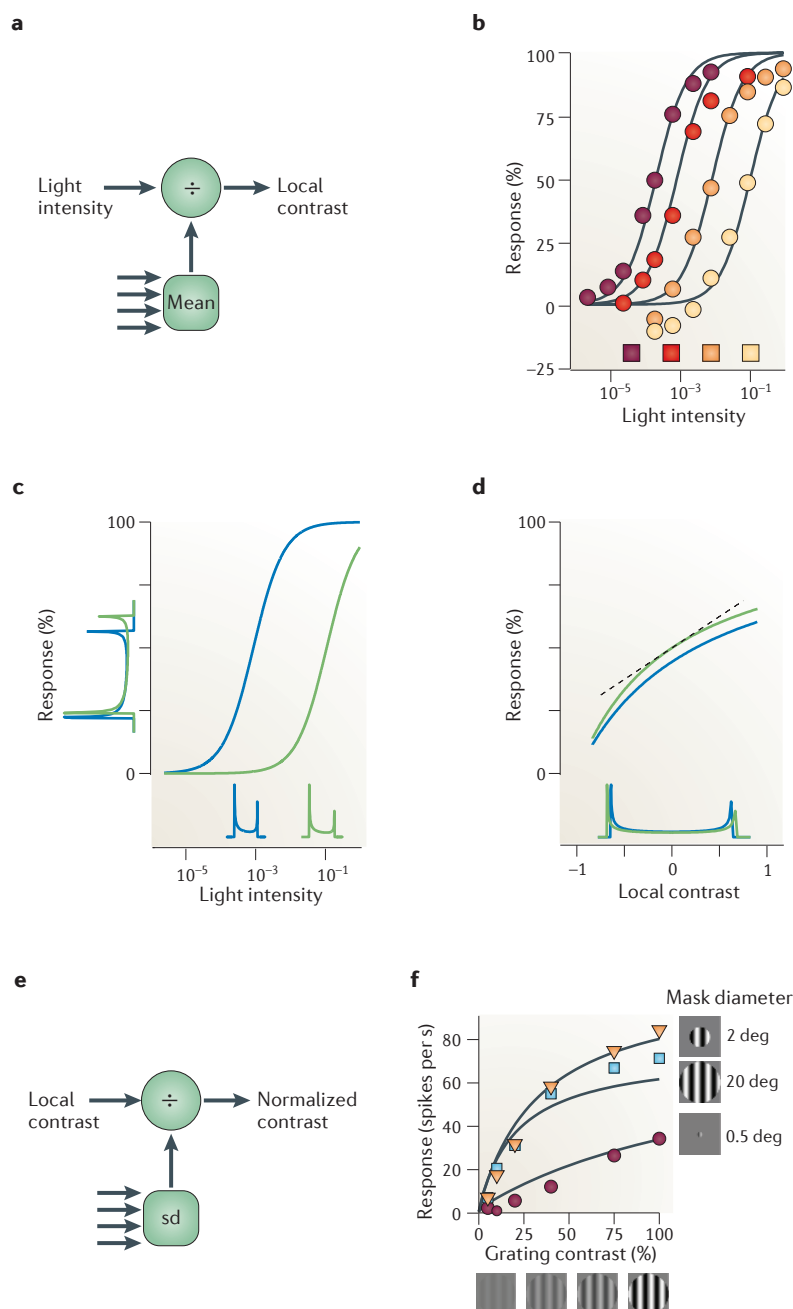 a
Light
intensity
÷
Local
contrast
Mean
b
Response (%)
100
75
50
25
0
−25
10⁻⁵
10⁻³
10⁻¹
Light intensity
c
Response (%)
100
0
10⁻⁵
10⁻³
10⁻¹
Light intensity
d
Response (%)
100
0
−1
0
1
Local contrast
e
Local
contrast
÷
Normalized
contrast
sd
f
Mask diameter
Response (spikes per s)
80
60
40
20
0
2 deg
20 deg
0.5 deg
0
25
50
75
100
Grating contrast (%)